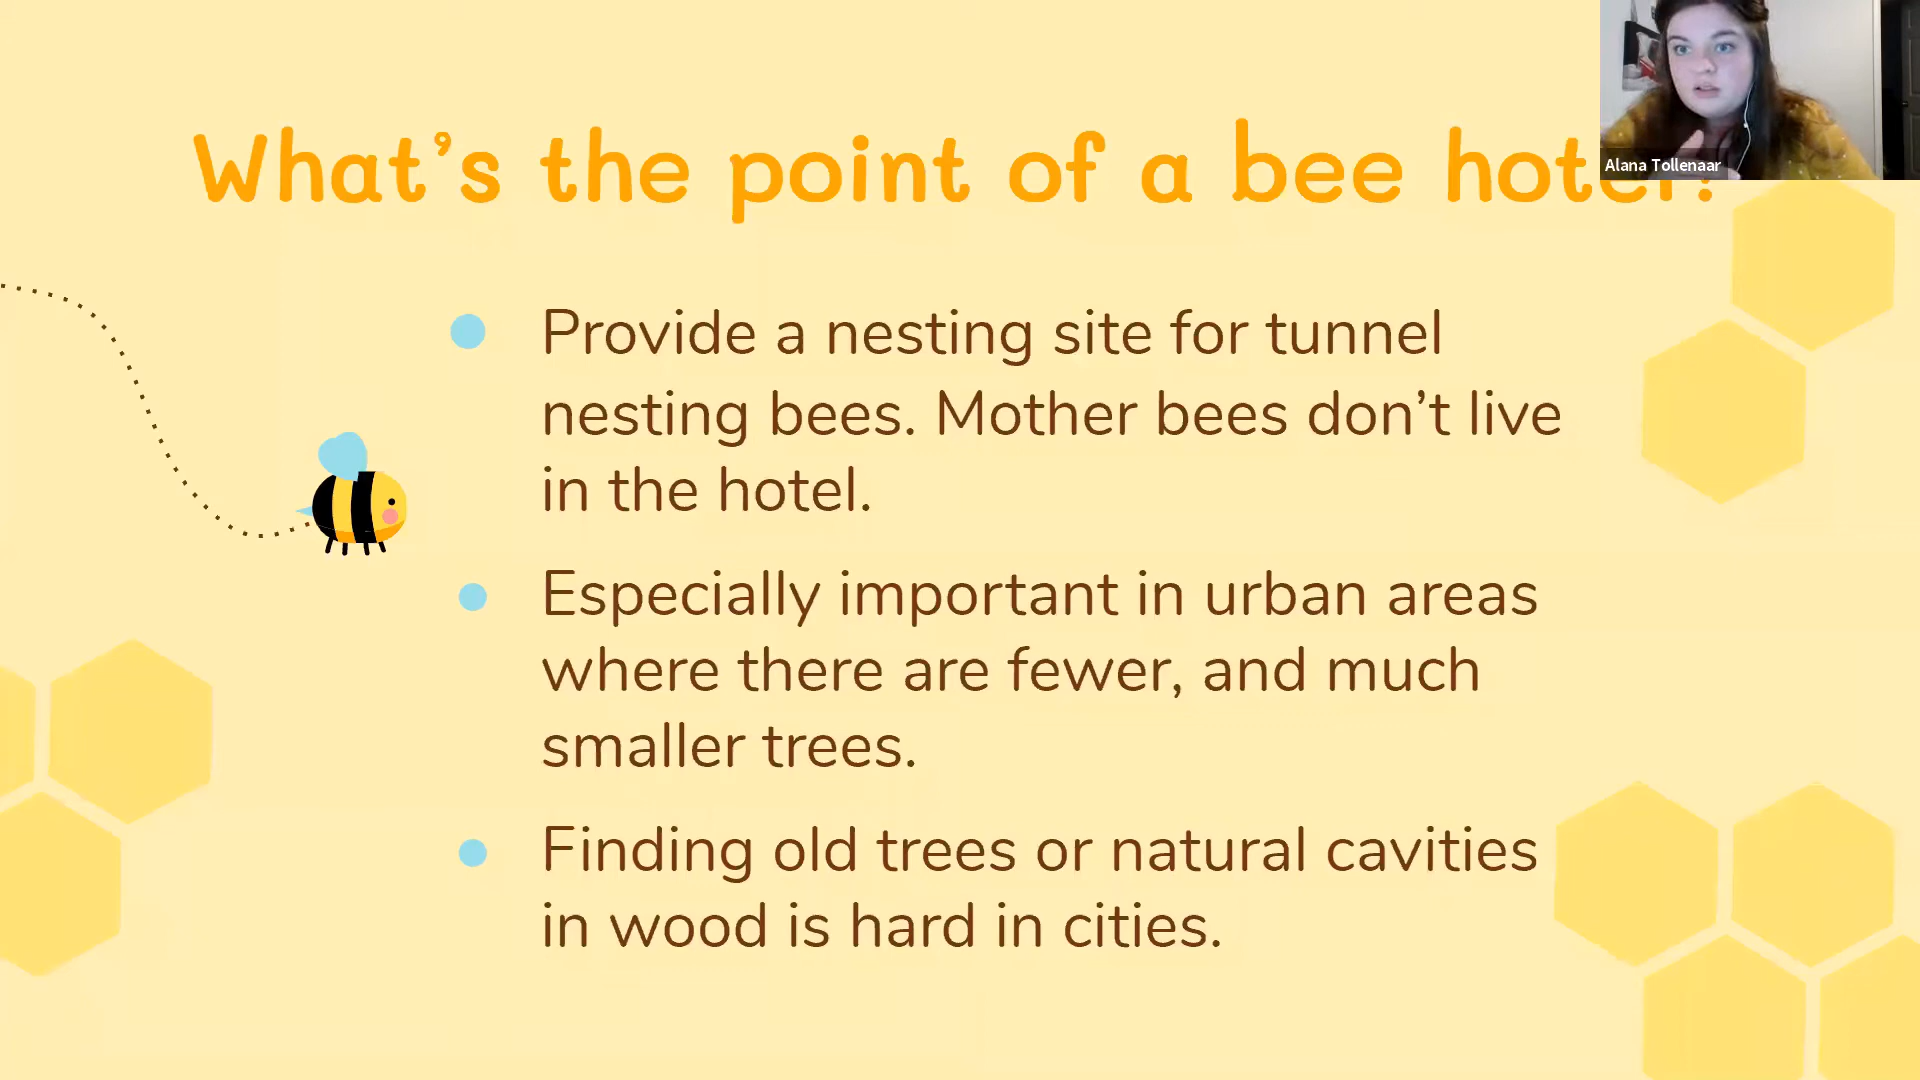 What's the point of a bee hotel?
Alana Tollenaar
Provide a nesting site for tunnel
nesting bees. Mother bees don't live
in the hotel.
Especially important in urban areas
where there are fewer, and much
smaller trees.
Finding old trees or natural cavities
in wood is hard in cities.